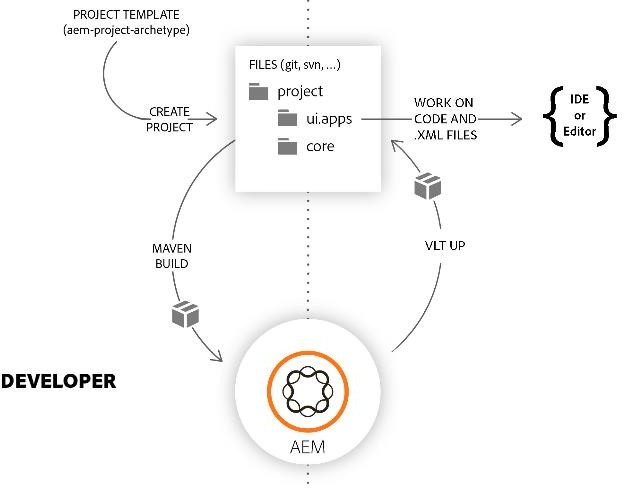 PROJECT TEMPLATE
(aem-project-archetype)
FILES (git, svn, ...)
project
ui.apps
core
CREATE
PROJECT
WORK ON
CODE AND
.XML FILES
IDE
or
Editor
MAVEN
BUILD
VLT UP
DEVELOPER
AEM